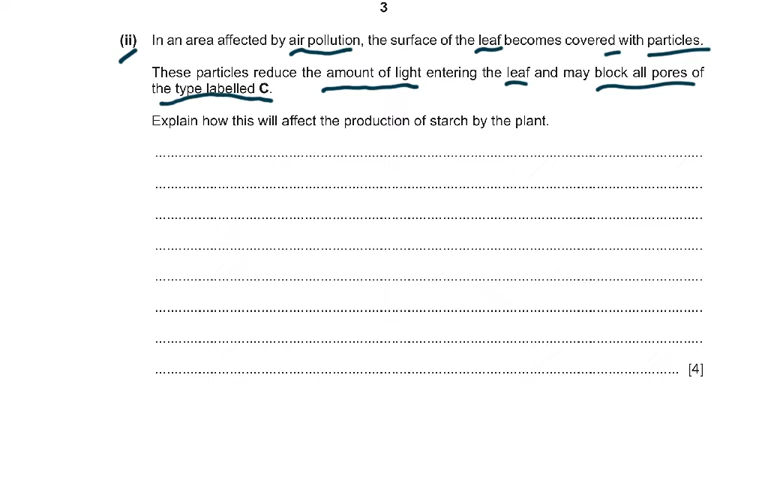 3
(ii) In an area affected by air pollution, the surface of the leaf becomes covered with particles.
These particles reduce the amount of light entering the leaf and may block all pores of
the type labelled C.
Explain how this will affect the production of starch by the plant.
[4]